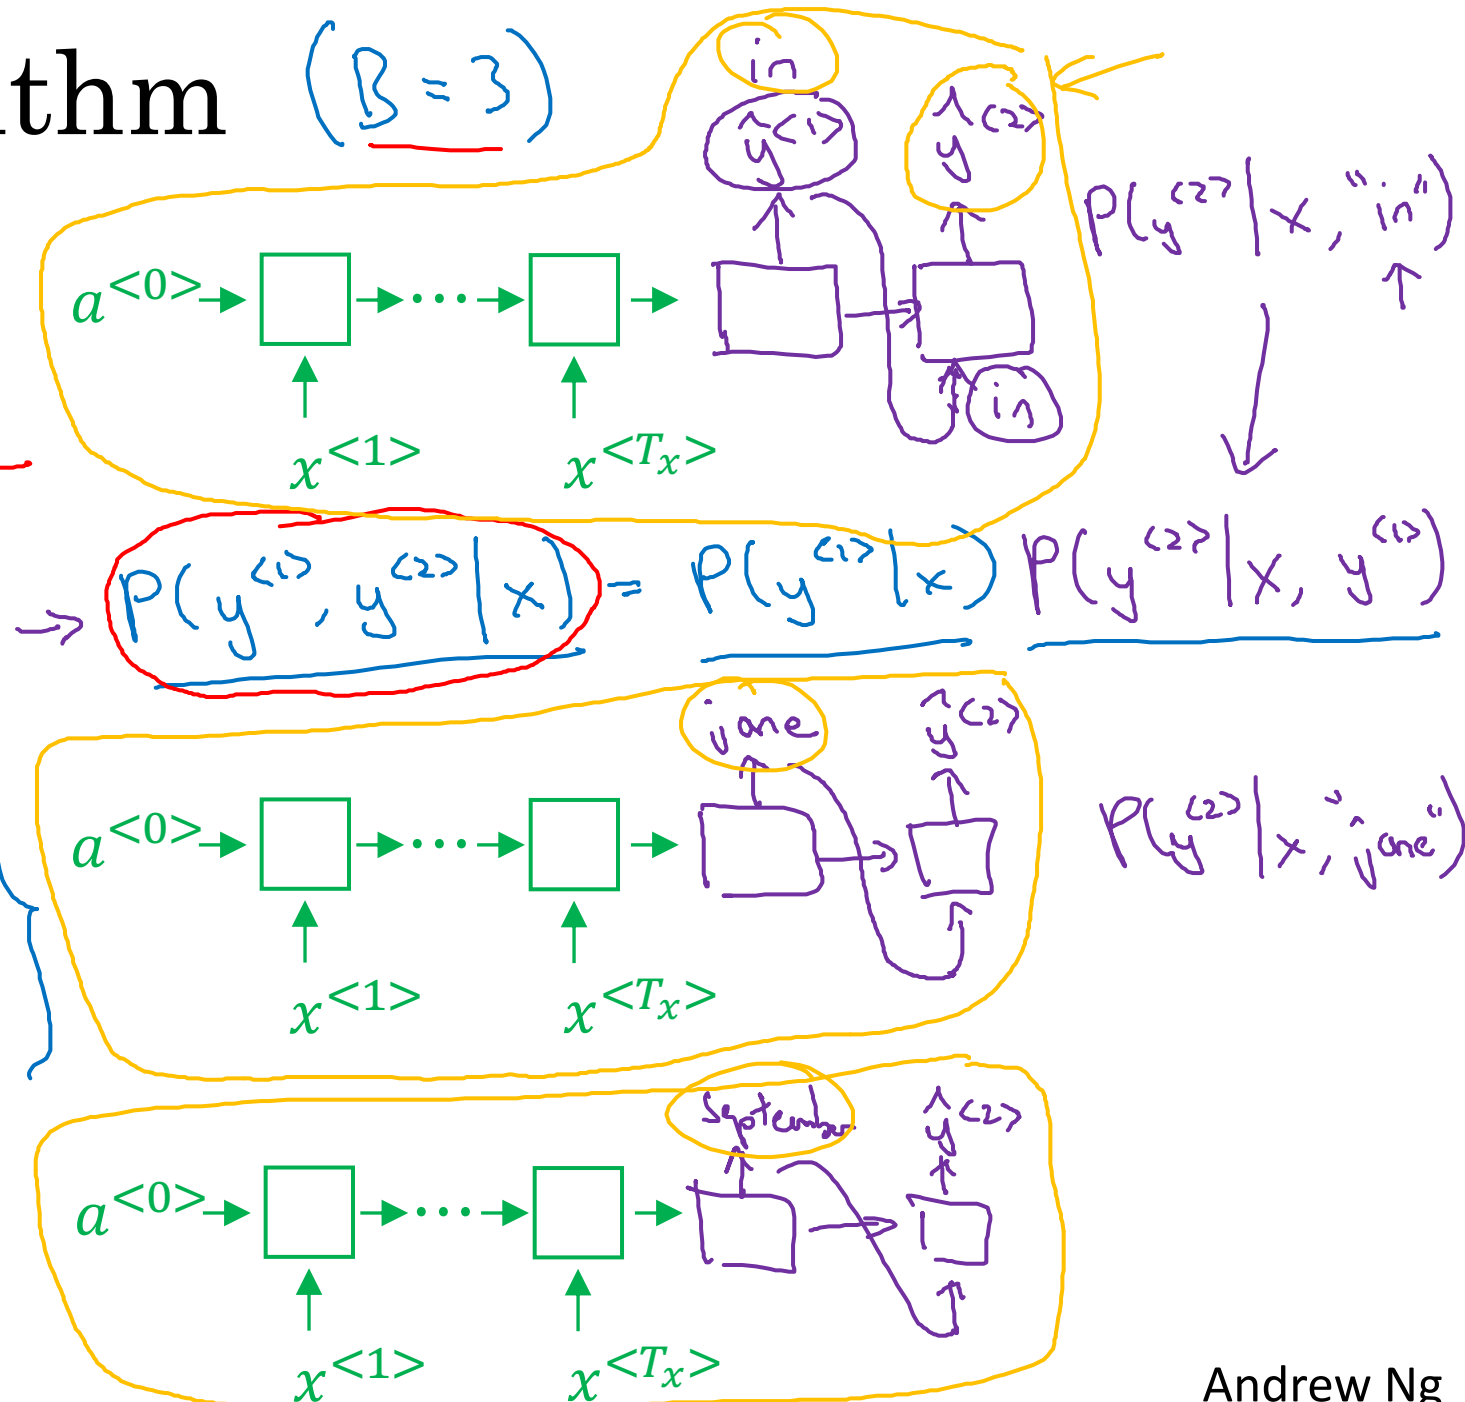 ithm (B = 3)
in
ŷ<1> ŷ<2>
P(y<2> | x, "in")
a<0> ...
in
x<1> x<Tx>
P(y<1>, y<2> | x) = P(y<1> | x) P(y<2> | x, y<1>)
jane ŷ<2>
a<0> ...
P(y<2> | x, "jane")
x<1> x<Tx>
September ŷ<2>
a<0> ...
x<1> x<Tx>
Andrew Ng